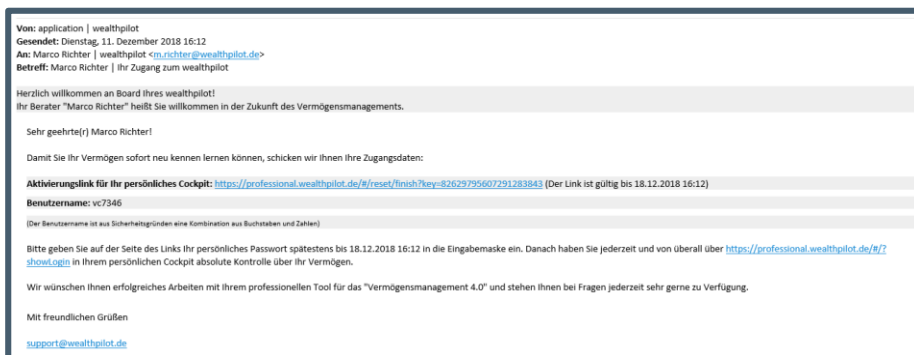 Von: application | wealthpilot
Gesendet: Dienstag, 11. Dezember 2018 16:12
An: Marco Richter | wealthpilot <m.richter@wealthpilot.de>
Betreff: Marco Richter | Ihr Zugang zum wealthpilot
Herzlich willkommen an Board Ihres wealthpilot!
Ihr Berater "Marco Richter" heißt Sie willkommen in der Zukunft des Vermögensmanagements.
Sehr geehrte(r) Marco Richter!
Damit Sie Ihr Vermögen sofort neu kennen lernen können, schicken wir Ihnen Ihre Zugangsdaten:
Aktivierungslink für Ihr persönliches Cockpit: https://professional.wealthpilot.de/#/reset/finish?key=82629795607291283843 (Der Link ist gültig bis 18.12.2018 16:12)
Benutzername: vc7346
(Der Benutzername ist aus Sicherheitsgründen eine Kombination aus Buchstaben und Zahlen)
Bitte geben Sie auf der Seite des Links Ihr persönliches Passwort spätestens bis 18.12.2018 16:12 in die Eingabemaske ein. Danach haben Sie jederzeit und von überall über https://professional.wealthpilot.de/#/?
showLogin in Ihrem persönlichen Cockpit absolute Kontrolle über Ihr Vermögen.
Wir wünschen Ihnen erfolgreiches Arbeiten mit Ihrem professionellen Tool für das "Vermögensmanagement 4.0" und stehen Ihnen bei Fragen jederzeit sehr gerne zu Verfügung.
Mit freundlichen Grüßen
support@wealthpilot.de